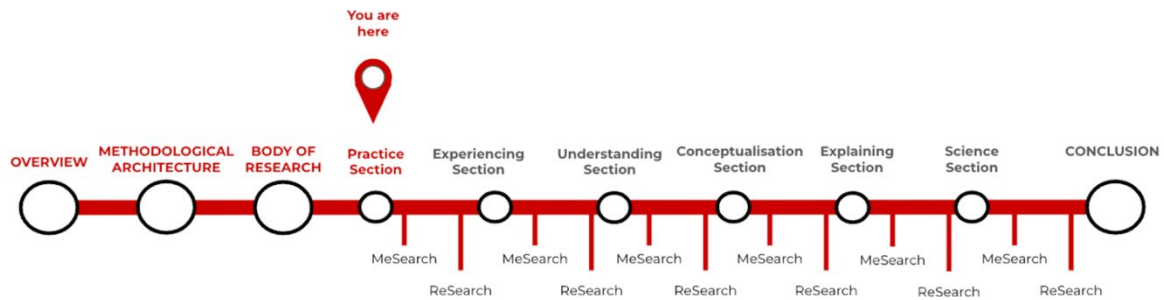 You are
here
OVERVIEW
METHODOLOGICAL
ARCHITECTURE
BODY OF
RESEARCH
Practice
Section
Experiencing
Section
Understanding
Section
Conceptualisation
Section
Explaining
Section
Science
Section
CONCLUSION
MeSearch
ReSearch
MeSearch
ReSearch
MeSearch
ReSearch
MeSearch
ReSearch
MeSearch
ReSearch
MeSearch
ReSearch